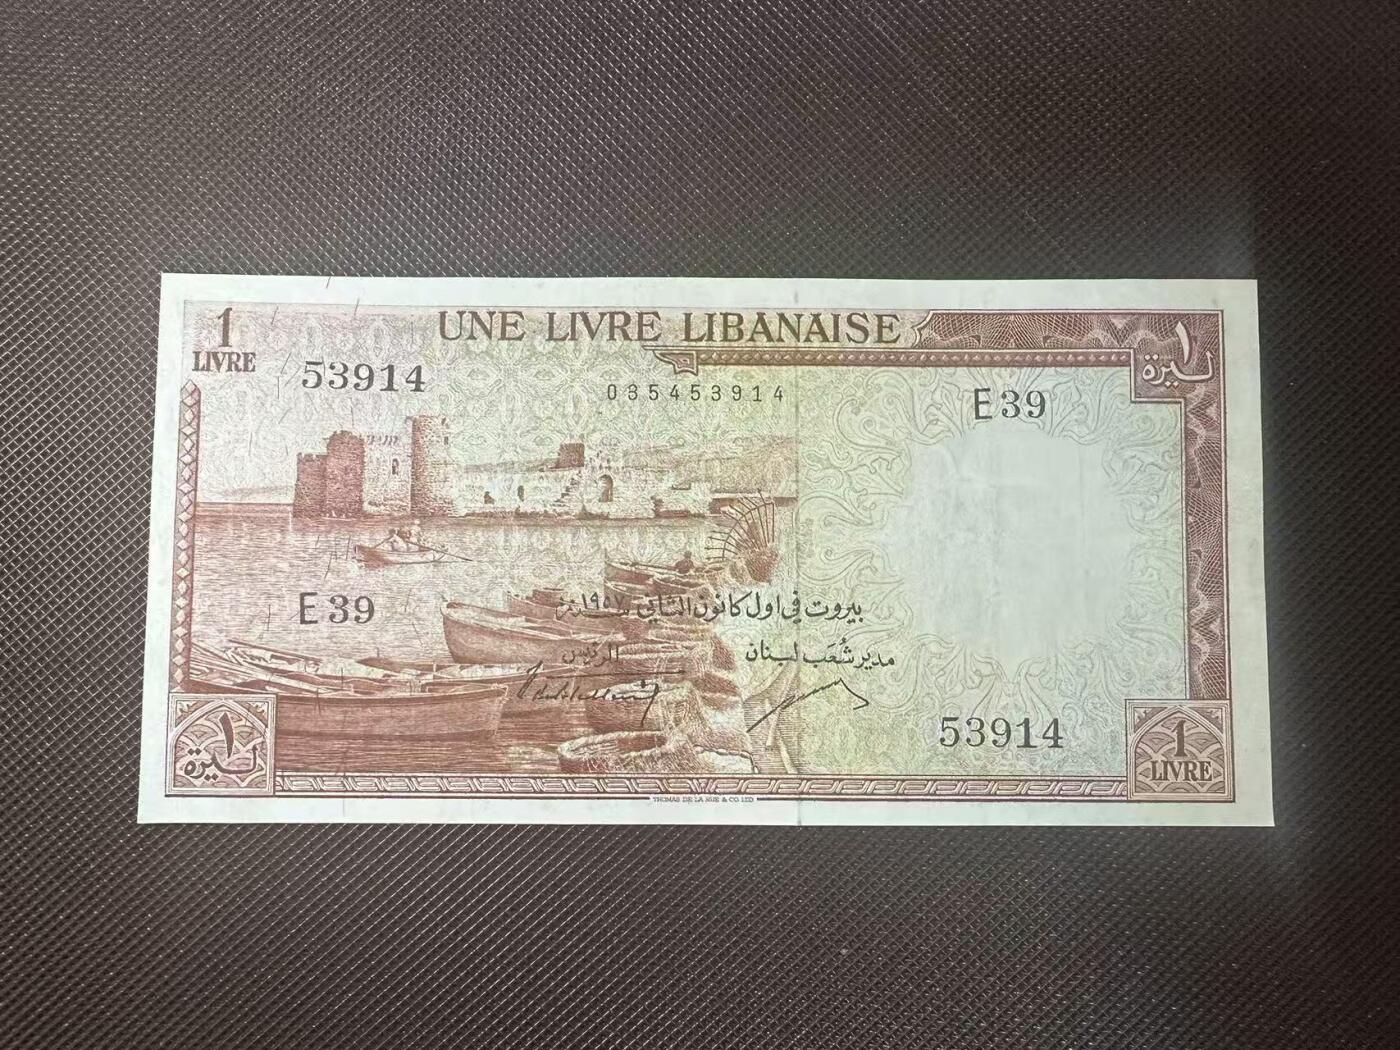 UNE LIVRE LIBANAISE
1
LIVRE
١
ليرة
53914
035453914
E39
E39
بيروت في اول كانون الثاني سنة ١٩٥٧
الرئيس
مدير شعب لبنان
53914
١
ليرة
1
LIVRE
THOMAS DE LA RUE & CO. LTD